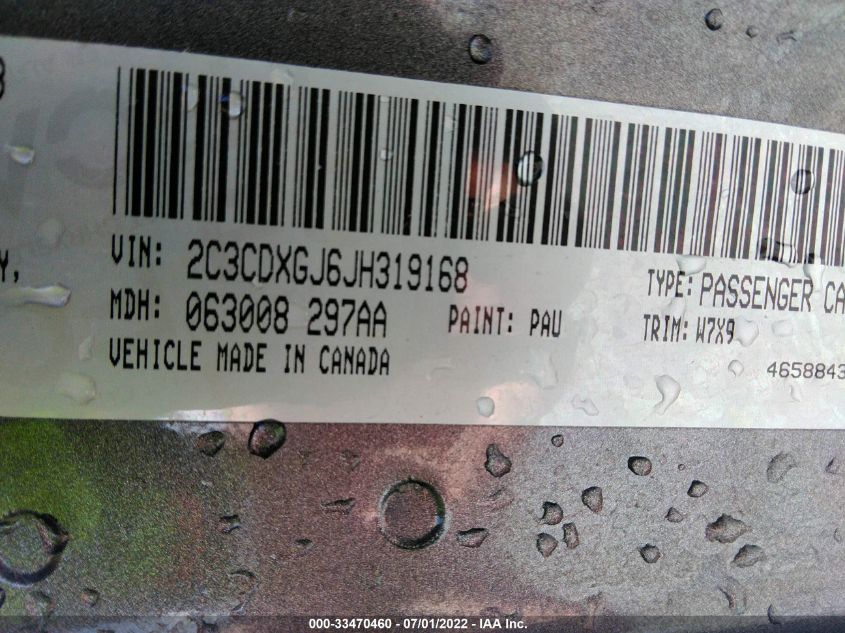 VIN: 2C3CDXGJ6JH319168
TYPE: PASSENGER CA
MDH: 063008 297AA
PAINT: PAU
TRIM: W7X9
VEHICLE MADE IN CANADA
4658843
Y,
000-33470460 - 07/01/2022 - IAA Inc.